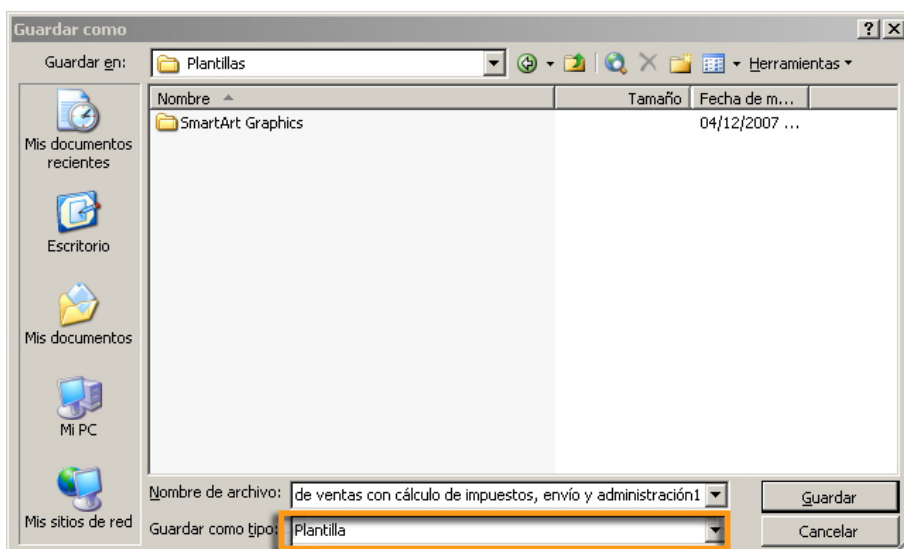 Guardar como
Guardar en: Plantillas Herramientas
Nombre Tamaño Fecha de m...
SmartArt Graphics 04/12/2007 ...
Mis documentos
recientes
Escritorio
Mis documentos
Mi PC
Mis sitios de red
Nombre de archivo: de ventas con cálculo de impuestos, envío y administración1 Guardar
Guardar como tipo: Plantilla Cancelar